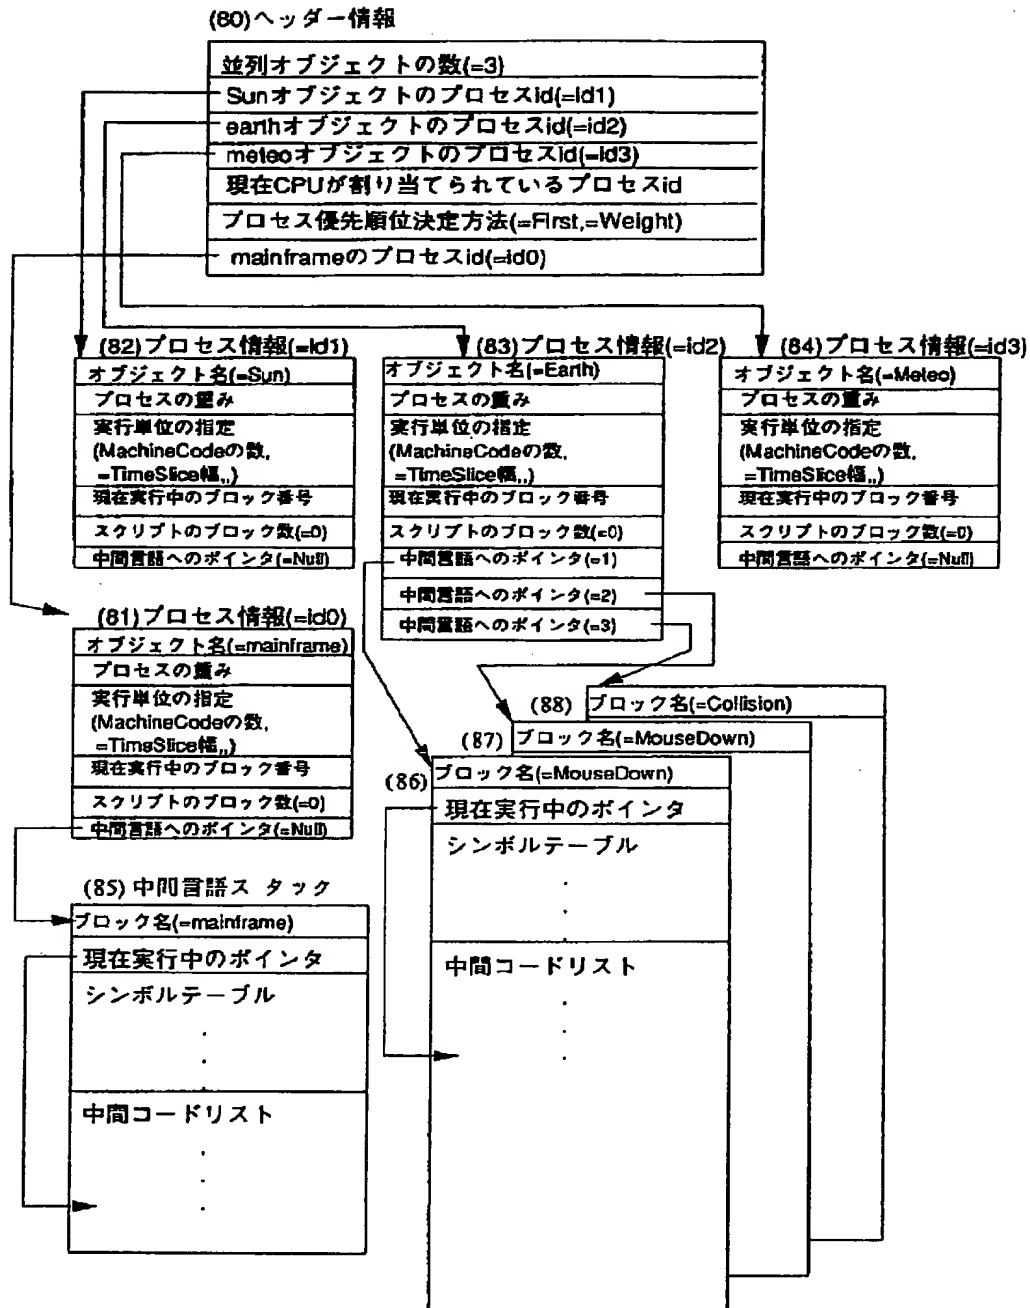 (80)ヘッダー情報
並列オブジェクトの数(=3)
Sunオブジェクトのプロセスid(=id1)
earthオブジェクトのプロセスid(=id2)
meteoオブジェクトのプロセスid(=id3)
現在CPUが割り当てられているプロセスid
プロセス優先順位決定方法(=First,=Weight)
mainframeのプロセスid(=id0)
(82)プロセス情報(=id1)
オブジェクト名(=Sun)
プロセスの重み
実行単位の指定
(MachineCodeの数,
=TimeSlice幅,,)
現在実行中のブロック番号
スクリプトのブロック数(=0)
中間言語へのポインタ(=Null)
(83)プロセス情報(=id2)
オブジェクト名(=Earth)
プロセスの重み
実行単位の指定
(MachineCodeの数,
=TimeSlice幅,,)
現在実行中のブロック番号
スクリプトのブロック数(=0)
中間言語へのポインタ(=1)
中間言語へのポインタ(=2)
中間言語へのポインタ(=3)
(84)プロセス情報(=id3)
オブジェクト名(=Meteo)
プロセスの重み
実行単位の指定
(MachineCodeの数,
=TimeSlice幅,,)
現在実行中のブロック番号
スクリプトのブロック数(=0)
中間言語へのポインタ(=Null)
(81)プロセス情報(=id0)
オブジェクト名(=mainframe)
プロセスの重み
実行単位の指定
(MachineCodeの数,
=TimeSlice幅,,)
現在実行中のブロック番号
スクリプトのブロック数(=0)
中間言語へのポインタ(=Null)
(88)
ブロック名(=Collision)
(87)
ブロック名(=MouseDown)
(86)
ブロック名(=MouseDown)
現在実行中のポインタ
シンボルテーブル
中間コードリスト
(85)中間言語スタック
ブロック名(=mainframe)
現在実行中のポインタ
シンボルテーブル
中間コードリスト